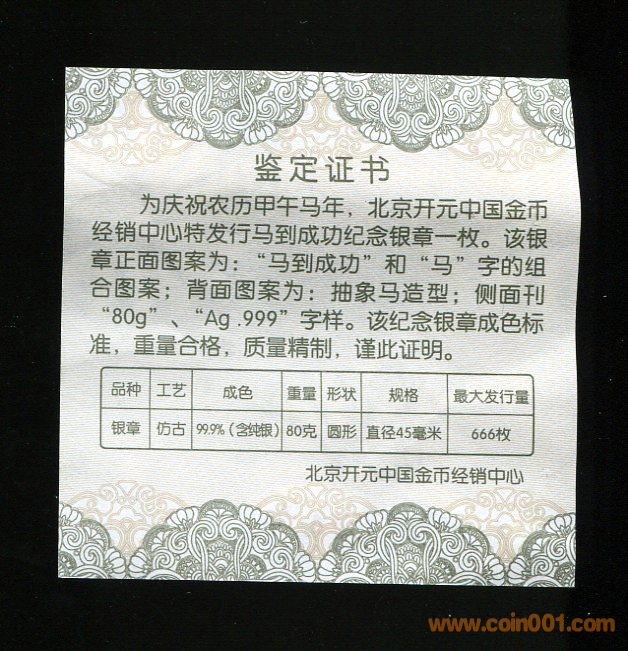 鉴定证书
为庆祝农历甲午马年，北京开元中国金币
经销中心特发行马到成功纪念银章一枚。该银
章正面图案为：“马到成功”和“马”字的组
合图案；背面图案为：抽象马造型；侧面刊
“80g”、“Ag .999”字样。该纪念银章成色标
准，重量合格，质量精制，谨此证明。
品种 工艺 成色 重量 形状 规格 最大发行量
银章 仿古 99.9%（含纯银） 80克 圆形 直径45毫米 666枚
北京开元中国金币经销中心
www.coin001.com